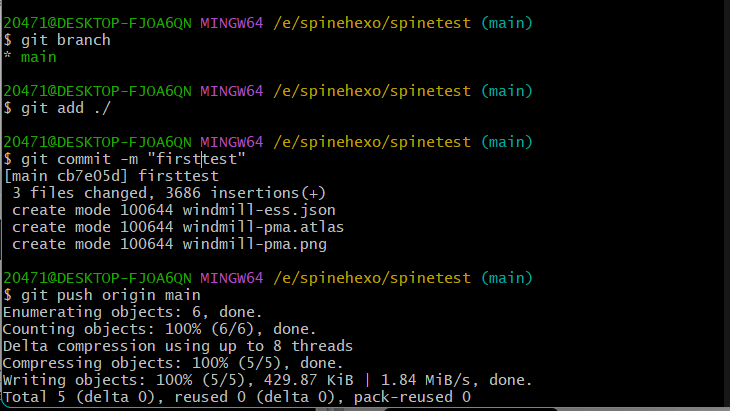 20471@DESKTOP-FJOA6QN MINGW64 /e/spinehexo/spinetest (main)
$ git branch
* main
20471@DESKTOP-FJOA6QN MINGW64 /e/spinehexo/spinetest (main)
$ git add ./
20471@DESKTOP-FJOA6QN MINGW64 /e/spinehexo/spinetest (main)
$ git commit -m "firsttest"
[main cb7e05d] firsttest
 3 files changed, 3686 insertions(+)
 create mode 100644 windmill-ess.json
 create mode 100644 windmill-pma.atlas
 create mode 100644 windmill-pma.png
20471@DESKTOP-FJOA6QN MINGW64 /e/spinehexo/spinetest (main)
$ git push origin main
Enumerating objects: 6, done.
Counting objects: 100% (6/6), done.
Delta compression using up to 8 threads
Compressing objects: 100% (5/5), done.
Writing objects: 100% (5/5), 429.87 KiB | 1.84 MiB/s, done.
Total 5 (delta 0), reused 0 (delta 0), pack-reused 0